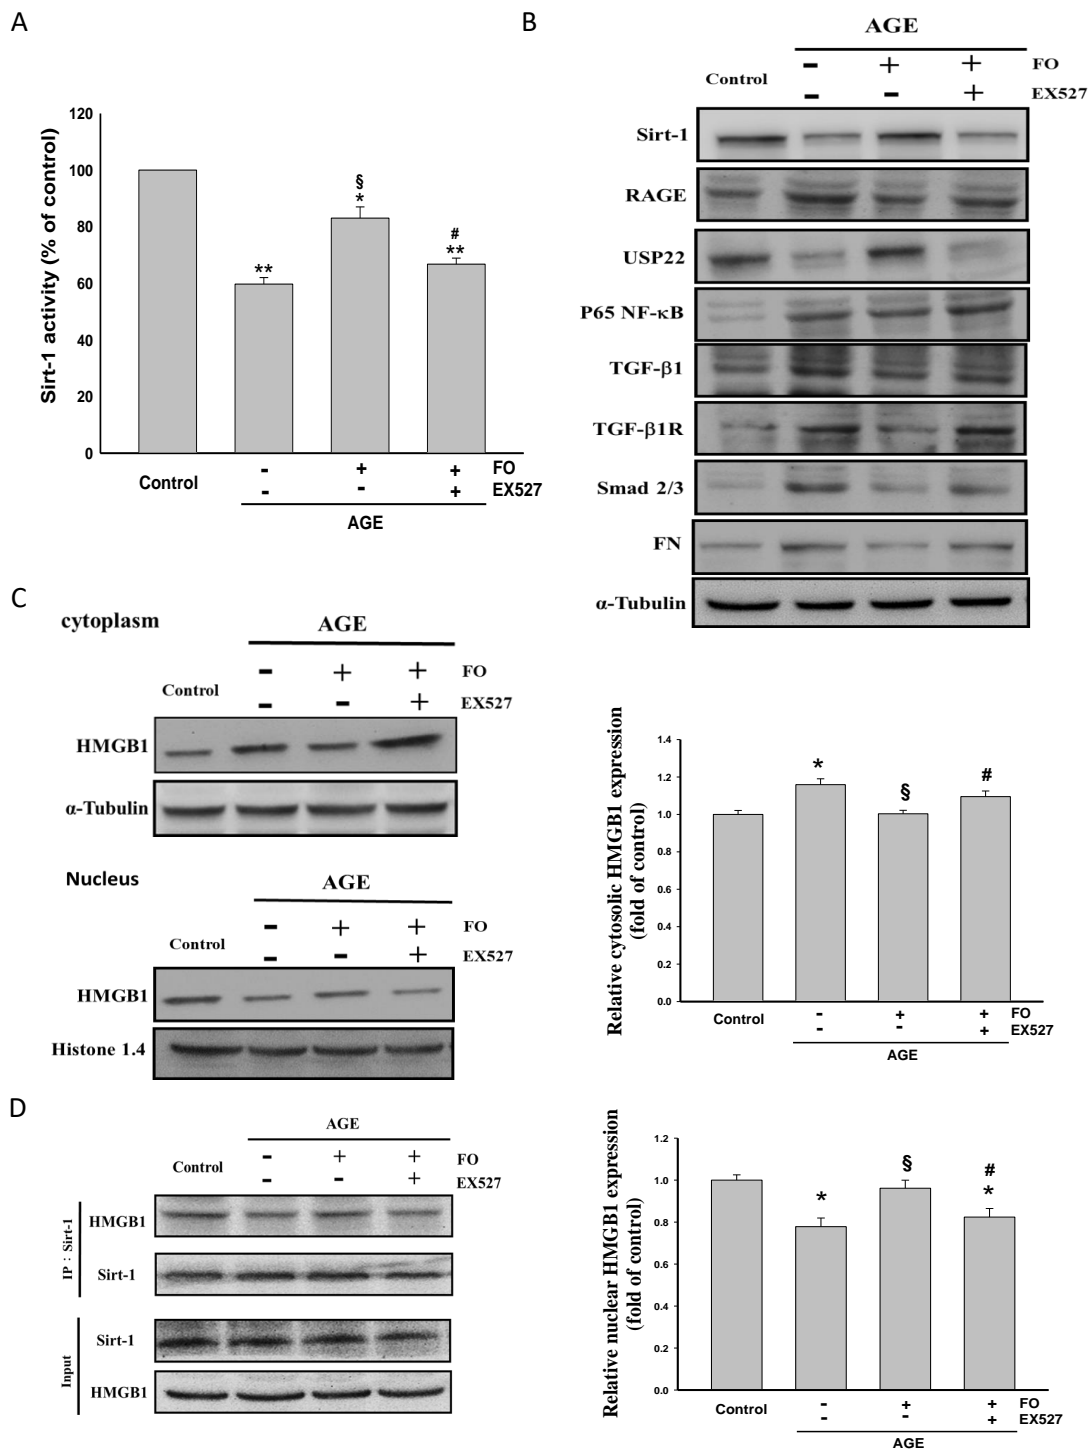 A
Sirt-1 activity (% of control)
120
100
80
60
40
20
0
**
§
*
#
**
Control
- + + FO
- - + EX527
AGE
B
AGE
Control
- + + FO
- - + EX527
Sirt-1
RAGE
USP22
P65 NF-κB
TGF-β1
TGF-β1R
Smad 2/3
FN
α-Tubulin
C
cytoplasm
AGE
Control
- + + FO
- - + EX527
HMGB1
α-Tubulin
Nucleus
AGE
Control
- + + FO
- - + EX527
HMGB1
Histone 1.4
Relative cytosolic HMGB1 expression
(fold of control)
1.4
1.2
1.0
0.8
0.6
0.4
0.2
0.0
*
§
#
Control
- + + FO
- - + EX527
AGE
D
AGE
Control
- + + FO
- - + EX527
IP : Sirt-1
HMGB1
Sirt-1
Input
Sirt-1
HMGB1
Relative nuclear HMGB1 expression
(fold of control)
1.2
1.0
0.8
0.6
0.4
0.2
0.0
*
§
#
*
Control
- + + FO
- - + EX527
AGE